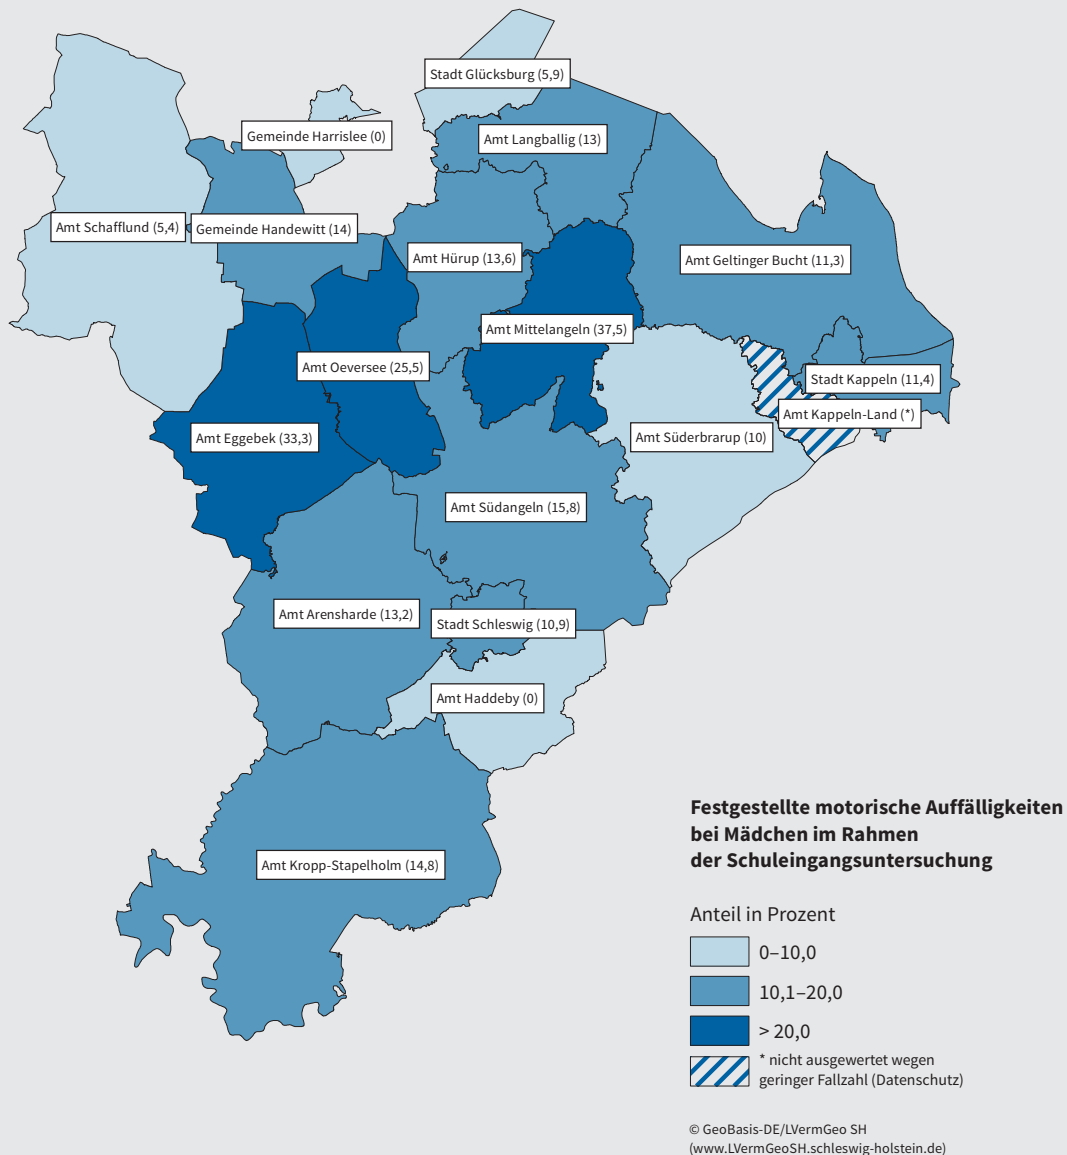 Stadt Glücksburg (5,9)
Gemeinde Harrislee (0)
Amt Langballig (13)
Amt Schafflund (5,4)
Gemeinde Handewitt (14)
Amt Hürup (13,6)
Amt Geltinger Bucht (11,3)
Amt Mittelangeln (37,5)
Amt Oeversee (25,5)
Stadt Kappeln (11,4)
Amt Kappeln-Land (*)
Amt Eggebek (33,3)
Amt Süderbrarup (10)
Amt Südangeln (15,8)
Amt Arensharde (13,2)
Stadt Schleswig (10,9)
Amt Haddeby (0)
Amt Kropp-Stapelholm (14,8)
Festgestellte motorische Auffälligkeiten
bei Mädchen im Rahmen
der Schuleingangsuntersuchung
Anteil in Prozent
0–10,0
10,1–20,0
> 20,0
* nicht ausgewertet wegen
geringer Fallzahl (Datenschutz)
© GeoBasis-DE/LVermGeo SH
(www.LVermGeoSH.schleswig-holstein.de)